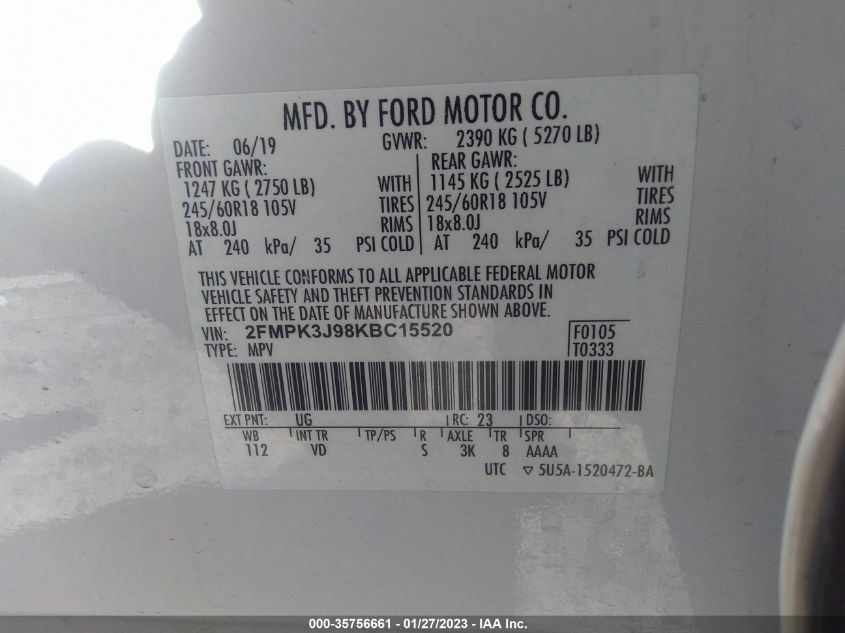 MFD. BY FORD MOTOR CO.
DATE: 06/19 GVWR: 2390 KG ( 5270 LB)
FRONT GAWR: REAR GAWR:
1247 KG ( 2750 LB) WITH 1145 KG ( 2525 LB) WITH
245/60R18 105V TIRES 245/60R18 105V TIRES
18x8.0J RIMS 18x8.0J RIMS
AT 240 kPa/ 35 PSI COLD AT 240 kPa/ 35 PSI COLD
THIS VEHICLE CONFORMS TO ALL APPLICABLE FEDERAL MOTOR
VEHICLE SAFETY AND THEFT PREVENTION STANDARDS IN
EFFECT ON THE DATE OF MANUFACTURE SHOWN ABOVE.
VIN: 2FMPK3J98KBC15520 F0105
TYPE: MPV T0333
EXT PNT: UG RC: 23 DSO:
WB INT TR TP/PS R AXLE TR SPR
112 VD S 3K 8 AAAA
UTC ▽ 5U5A-1520472-BA
000-35756661 - 01/27/2023 - IAA Inc.